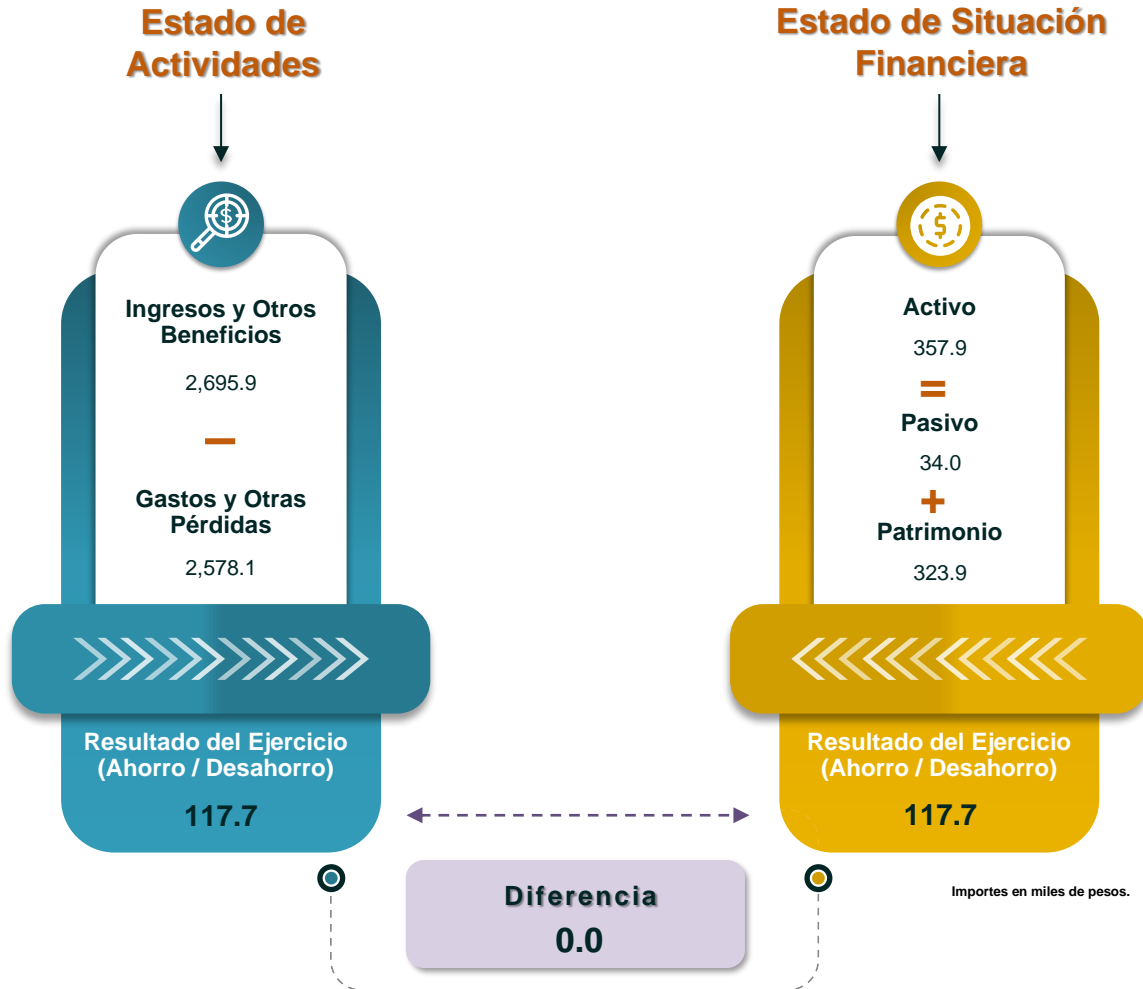 Estado de
Actividades
Ingresos y Otros
Beneficios
2,695.9
–
Gastos y Otras
Pérdidas
2,578.1
Resultado del Ejercicio
(Ahorro / Desahorro)
117.7
Estado de Situación
Financiera
Activo
357.9
=
Pasivo
34.0
+
Patrimonio
323.9
Resultado del Ejercicio
(Ahorro / Desahorro)
117.7
Diferencia
0.0
Importes en miles de pesos.